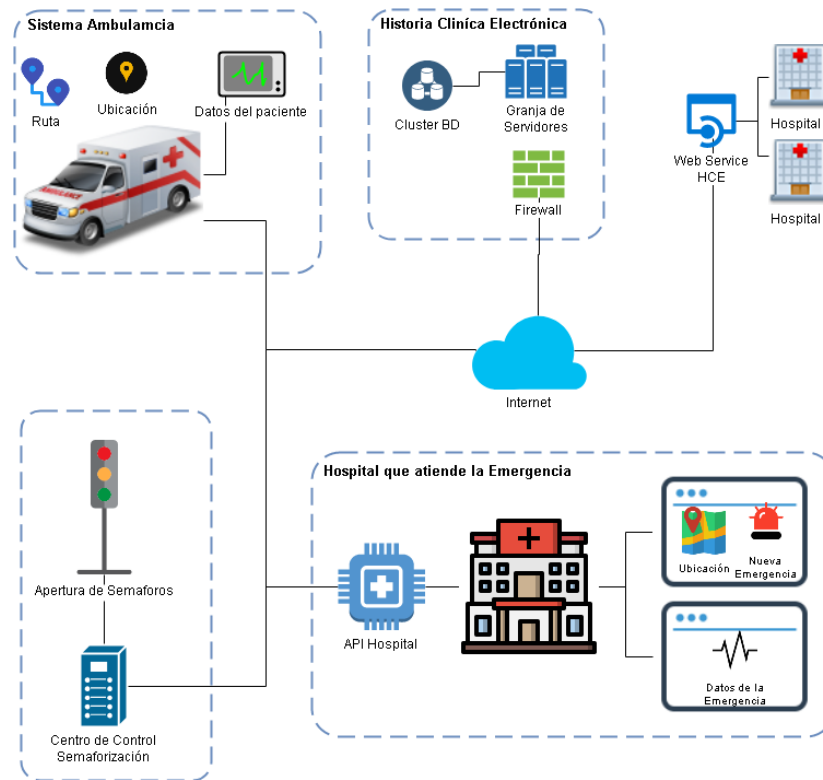 Sistema Ambulamcia
Ruta
Ubicación
Datos del paciente
AMBULANCE
Historia Cliníca Electrónica
Cluster BD
Granja de
Servidores
Firewall
Web Service
HCE
Hospital
Hospital
Internet
Apertura de Semaforos
Centro de Control
Semaforización
Hospital que atiende la Emergencia
API Hospital
Ubicación
Nueva
Emergencia
Datos de la
Emergencia